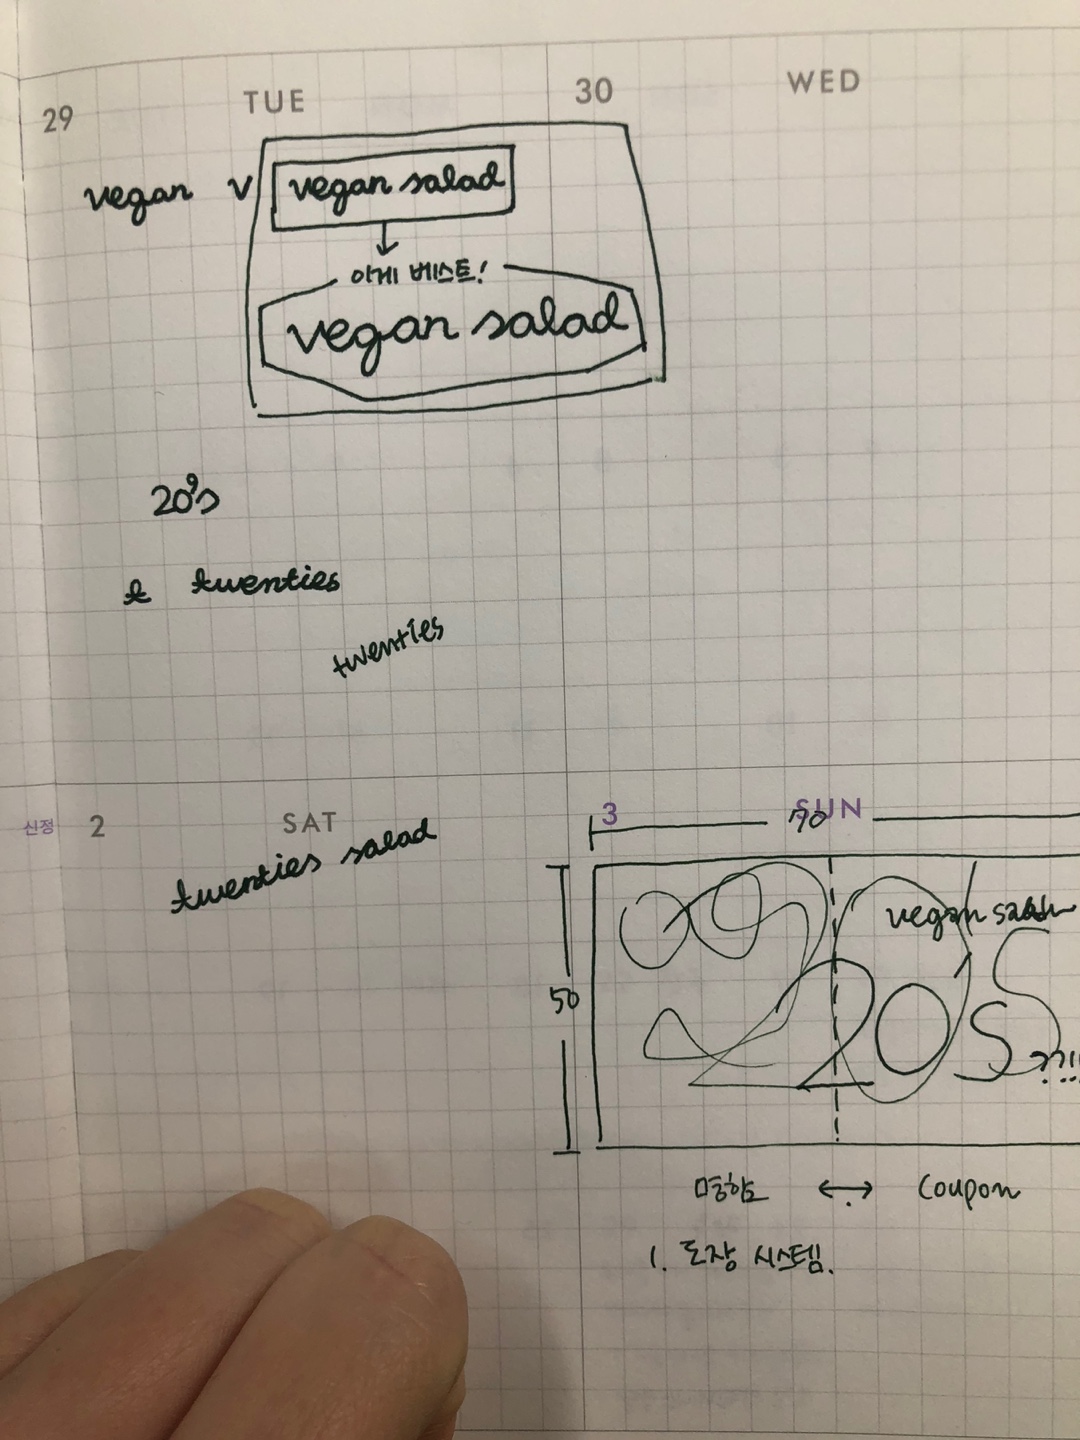 29 TUE
30 WED
vegan v
vegan salad
이게 베스트!
vegan salad
20's
t twenties
twenties
신정 2 SAT
3 SUN
90
twenties salad
vegan salad
50
20s
명함 ↔ Coupon
1. 도장 시스템.